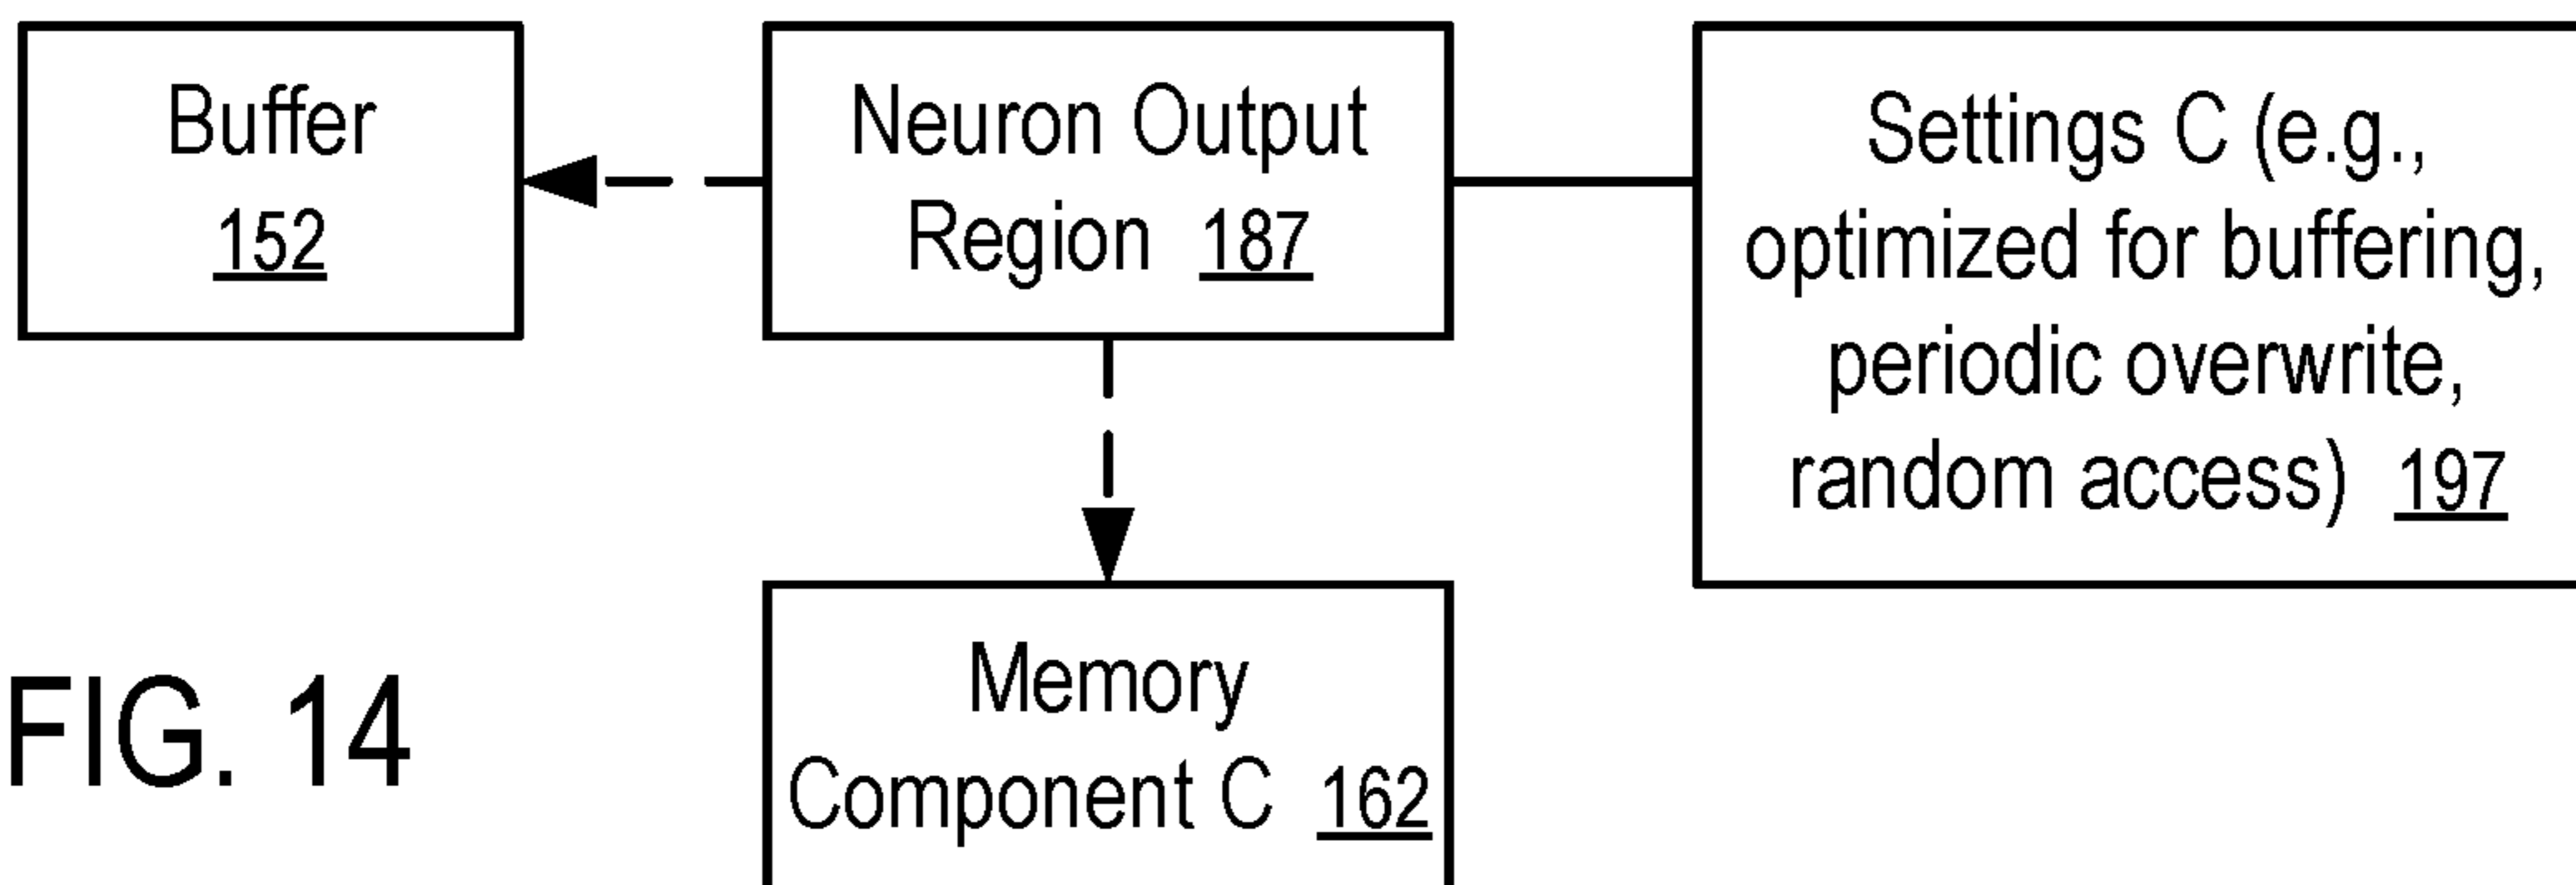 Buffer
152
Neuron Output
Region 187
Settings C (e.g.,
optimized for buffering,
periodic overwrite,
random access) 197
Memory
Component C 162
FIG. 14